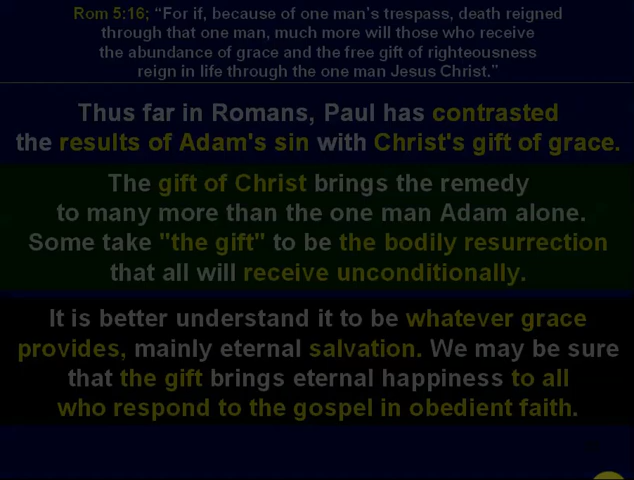 Rom 5:16; “For if, because of one man's trespass, death reigned
through that one man, much more will those who receive
the abundance of grace and the free gift of righteousness
reign in life through the one man Jesus Christ.”
Thus far in Romans, Paul has contrasted
the results of Adam's sin with Christ's gift of grace.
The gift of Christ brings the remedy
to many more than the one man Adam alone.
Some take "the gift" to be the bodily resurrection
that all will receive unconditionally.
It is better understand it to be whatever grace
provides, mainly eternal salvation. We may be sure
that the gift brings eternal happiness to all
who respond to the gospel in obedient faith.